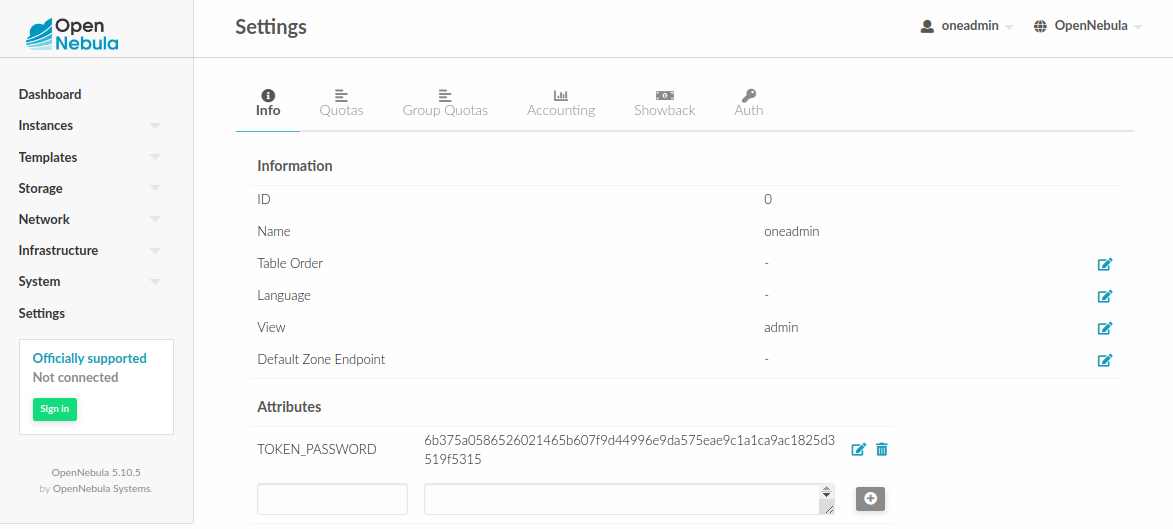 Open
Nebula
Settings
oneadmin
OpenNebula
Dashboard
Instances
Templates
Storage
Network
Infrastructure
System
Settings
Officially supported
Not connected
Sign in
OpenNebula 5.10.5
by OpenNebula Systems.
Info
Quotas
Group Quotas
Accounting
Showback
Auth
Information
ID 0
Name oneadmin
Table Order -
Language -
View admin
Default Zone Endpoint -
Attributes
TOKEN_PASSWORD 6b375a0586526021465b607f9d44996e9da575eae9c1a1ca9ac1825d3
519f5315